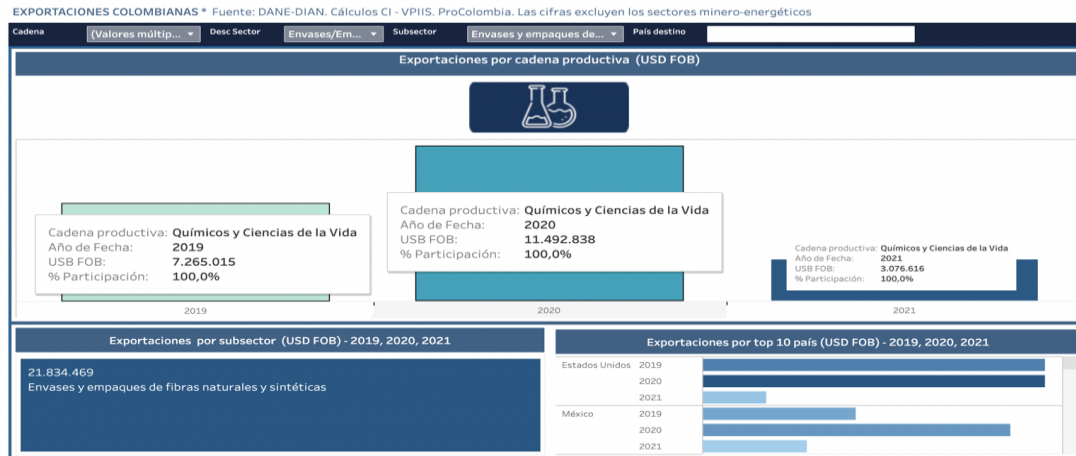 EXPORTACIONES COLOMBIANAS * Fuente: DANE-DIAN. Cálculos CI - VPIIS. ProColombia. Las cifras excluyen los sectores minero-energéticos
Cadena (Valores múltip... Desc Sector Envases/Em... Subsector Envases y empaques de... País destino
Exportaciones por cadena productiva (USD FOB)
Cadena productiva: Químicos y Ciencias de la Vida
Año de Fecha: 2019
USB FOB: 7.265.015
% Participación: 100,0%
Cadena productiva: Químicos y Ciencias de la Vida
Año de Fecha: 2020
USB FOB: 11.492.838
% Participación: 100,0%
Cadena productiva: Químicos y Ciencias de la Vida
Año de Fecha: 2021
USB FOB: 3.076.616
% Participación: 100,0%
2019 2020 2021
Exportaciones por subsector (USD FOB) - 2019, 2020, 2021
21.834.469
Envases y empaques de fibras naturales y sintéticas
Exportaciones por top 10 país (USD FOB) - 2019, 2020, 2021
Estados Unidos 2019
2020
2021
México 2019
2020
2021